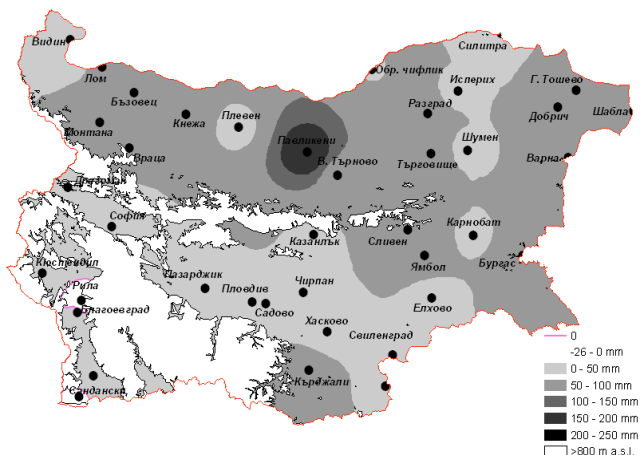 Видин
Силитра
Лом
Обр. чифлик
Исперих
Г. Тошево
Бъзовец
Разград
Добрич
Шабла
Кнежа
Плевен
Монтана
Павликени
Шумен
Враца
В. Търново
Търговище
Варна
Драгоман
София
Карнобат
Казанлък
Сливен
Кюстендил
Ямбол
Бургас
Пазарджик
Рила
Пловдив
Чирпан
Благоевград
Садово
Елхово
Хасково
Свиленград
Кърджали
Сандански
0
-26 - 0 mm
0 - 50 mm
50 - 100 mm
100 - 150 mm
150 - 200 mm
200 - 250 mm
>800 m a.s.l.